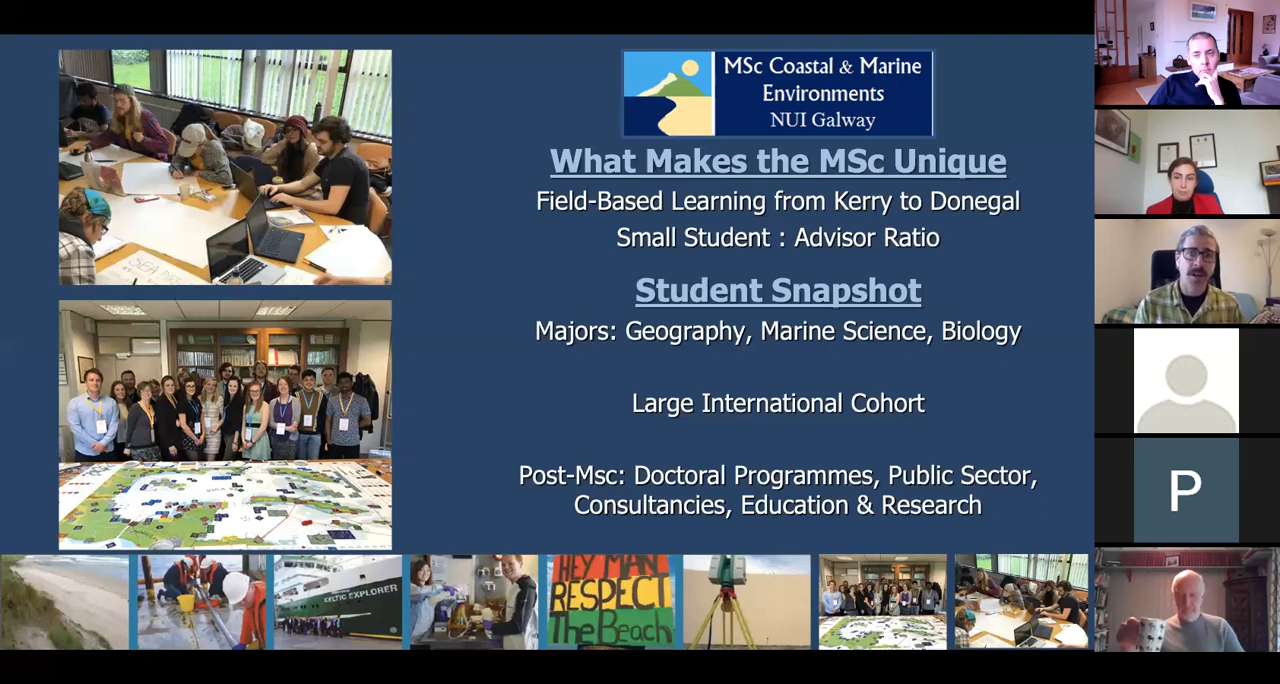 MSc Coastal & Marine
Environments
NUI Galway
What Makes the MSc Unique
Field-Based Learning from Kerry to Donegal
Small Student : Advisor Ratio
Student Snapshot
Majors: Geography, Marine Science, Biology
Large International Cohort
Post-Msc: Doctoral Programmes, Public Sector,
Consultancies, Education & Research
SEA
CELTIC EXPLORER
HEY MAN
RESPECT
The Beach
P